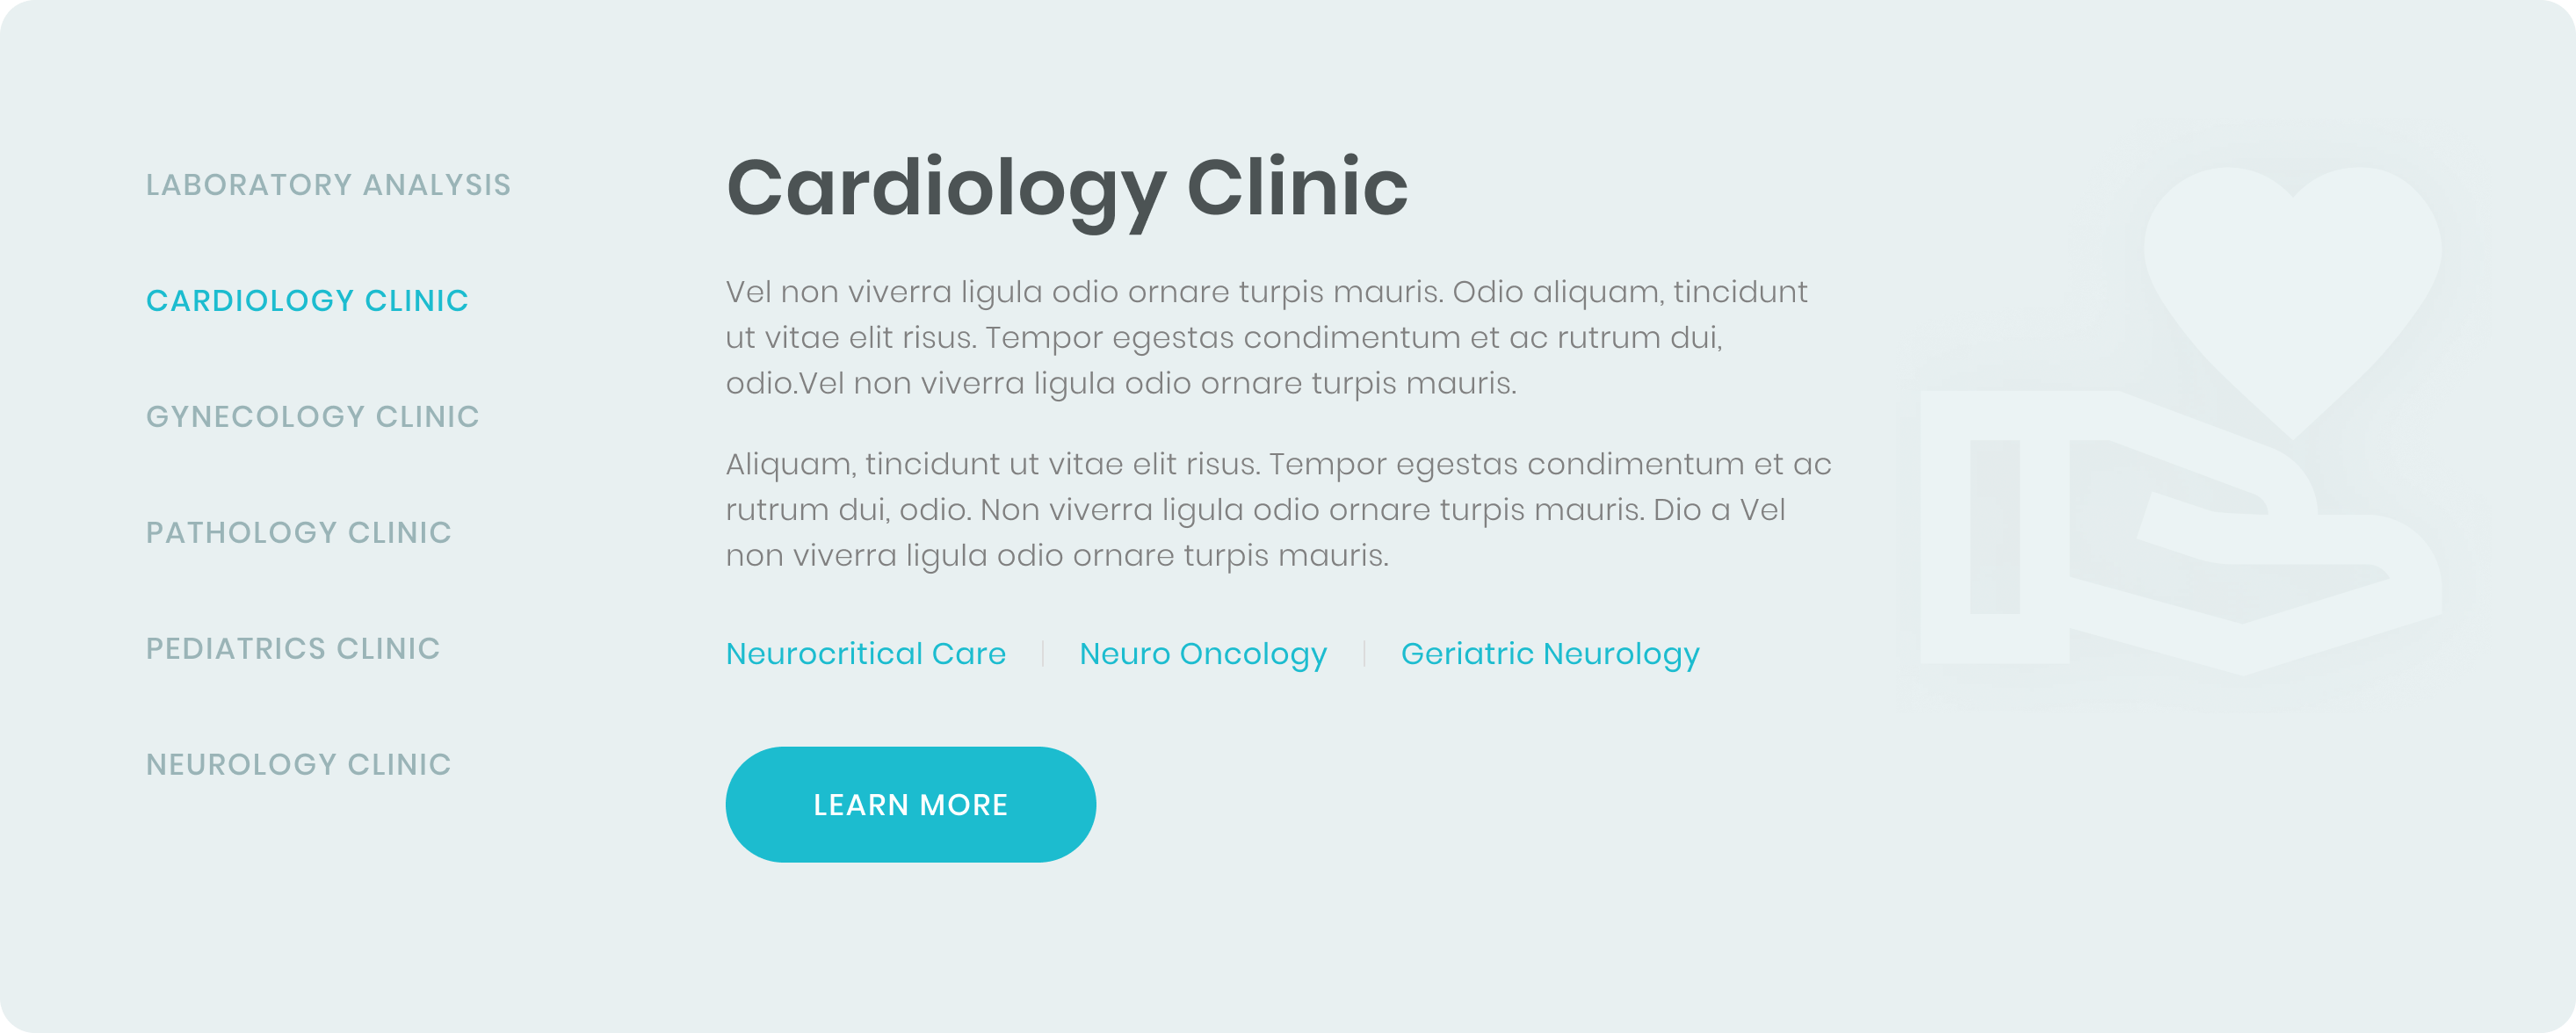 LABORATORY ANALYSIS
CARDIOLOGY CLINIC
GYNECOLOGY CLINIC
PATHOLOGY CLINIC
PEDIATRICS CLINIC
NEUROLOGY CLINIC
Cardiology Clinic
Vel non viverra ligula odio ornare turpis mauris. Odio aliquam, tincidunt
ut vitae elit risus. Tempor egestas condimentum et ac rutrum dui,
odio.Vel non viverra ligula odio ornare turpis mauris.
Aliquam, tincidunt ut vitae elit risus. Tempor egestas condimentum et ac
rutrum dui, odio. Non viverra ligula odio ornare turpis mauris. Dio a Vel
non viverra ligula odio ornare turpis mauris.
Neurocritical Care | Neuro Oncology | Geriatric Neurology
LEARN MORE